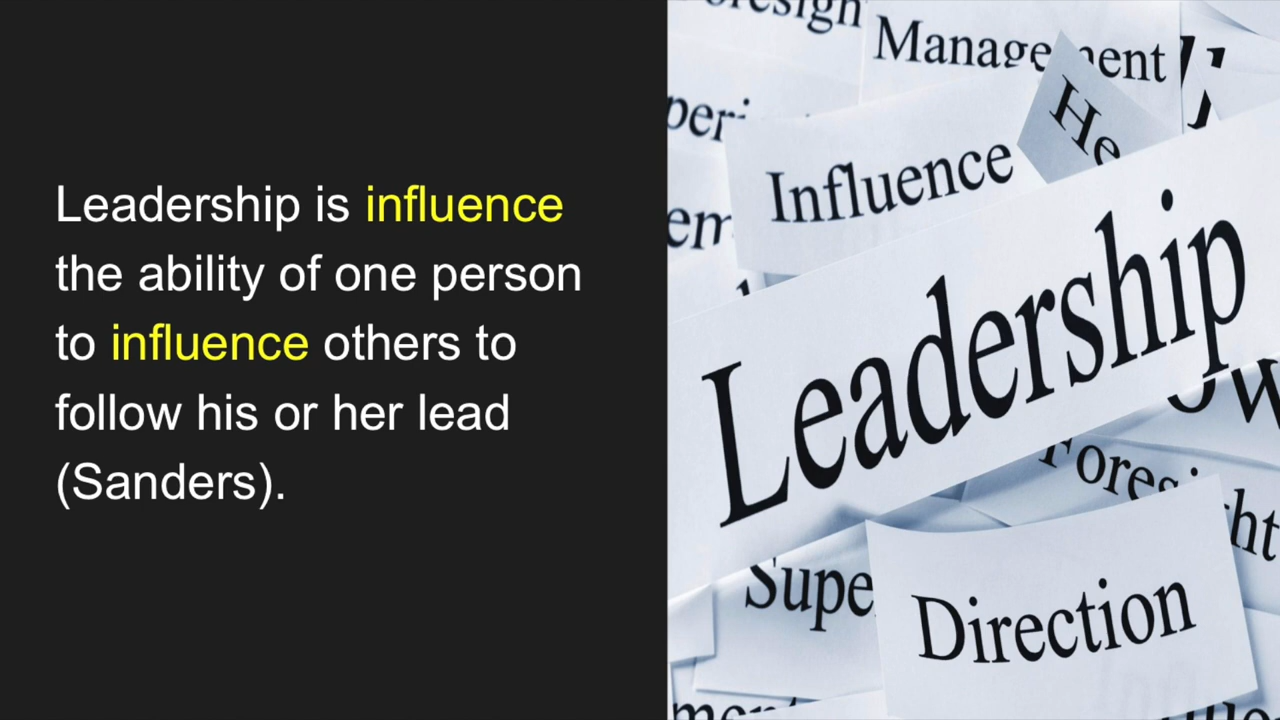 Leadership is influence
the ability of one person
to influence others to
follow his or her lead
(Sanders).
Management
Influence
Leadership
Direction